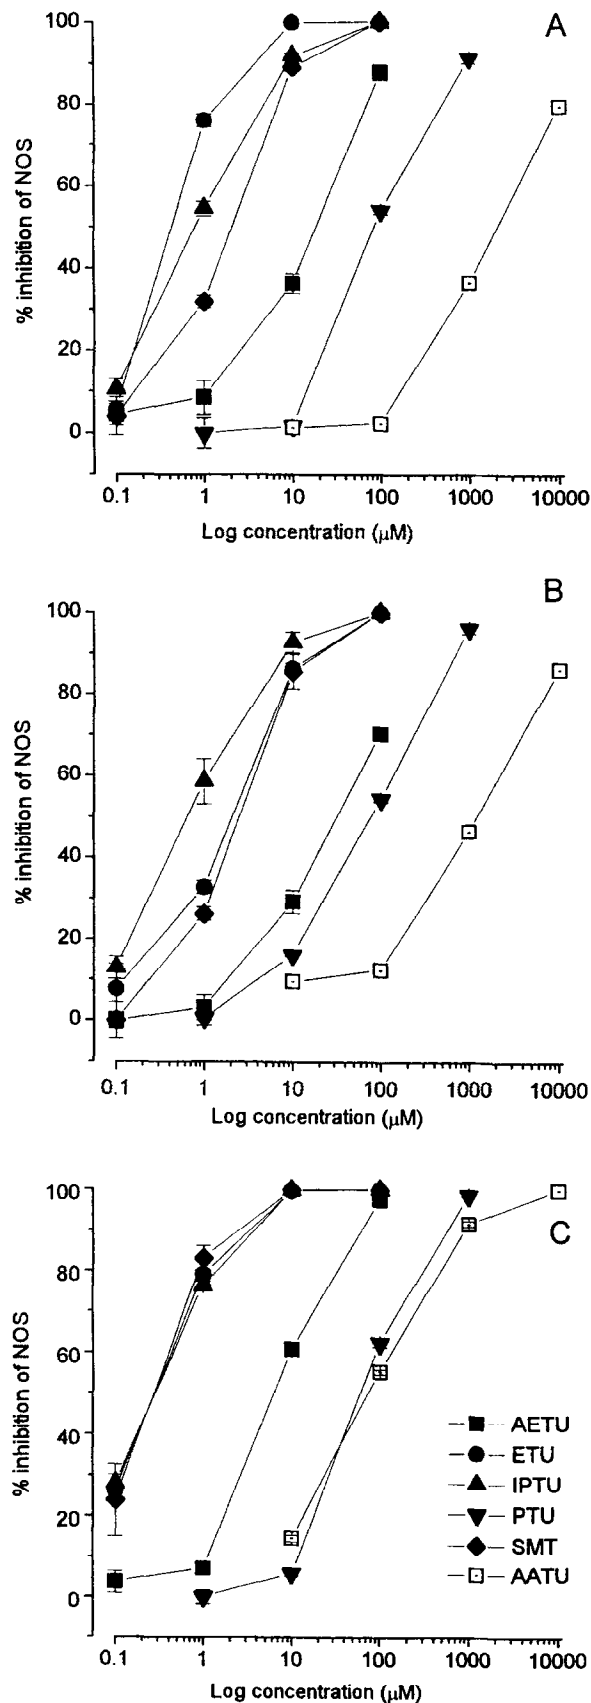 A
100
80
60
40
20
0
% inhibition of NOS
0.1 1 10 100 1000 10000
Log concentration (µM)
B
100
80
60
40
20
0
% inhibition of NOS
0.1 1 10 100 1000 10000
Log concentration (µM)
C
100
80
60
40
20
0
% inhibition of NOS
AETU
ETU
IPTU
PTU
SMT
AATU
0.1 1 10 100 1000 10000
Log concentration (µM)